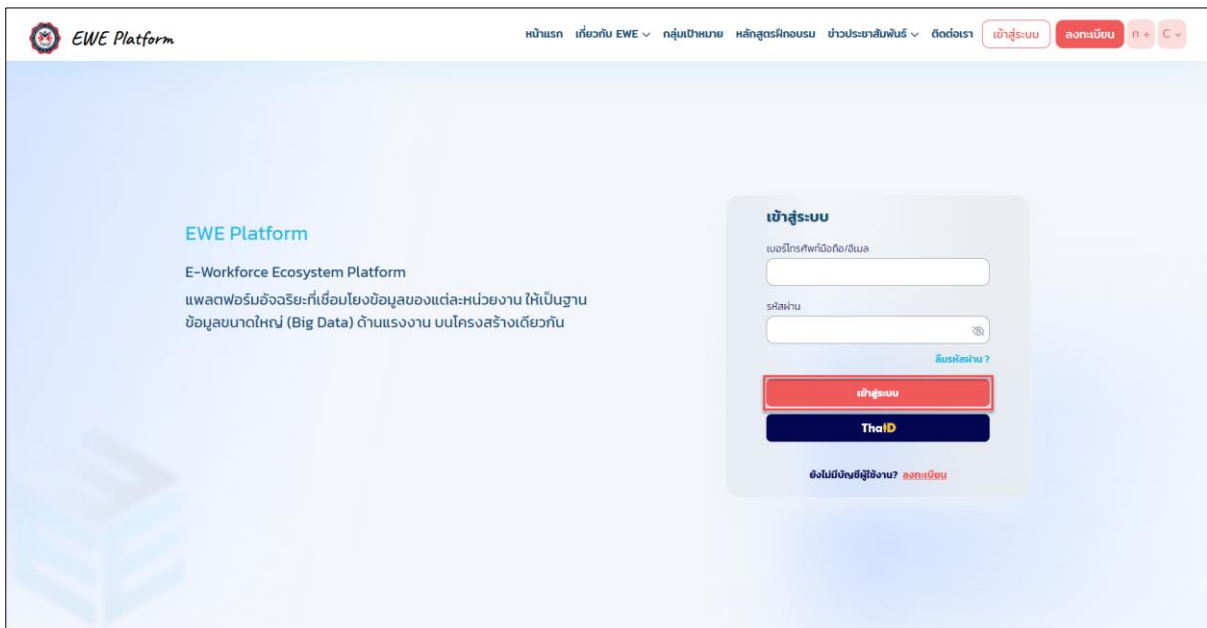 EWE Platform
หน้าแรก เกี่ยวกับ EWE กลุ่มเป้าหมาย หลักสูตรฝึกอบรม ข่าวประชาสัมพันธ์ ติดต่อเรา เข้าสู่ระบบ ลงทะเบียน ก + C
EWE Platform
E-Workforce Ecosystem Platform
แพลตฟอร์มอัจฉริยะที่เชื่อมโยงข้อมูลของแต่ละหน่วยงาน ให้เป็นฐาน
ข้อมูลขนาดใหญ่ (Big Data) ด้านแรงงาน บนโครงสร้างเดียวกัน
เข้าสู่ระบบ
เบอร์โทรศัพท์มือถือ/อีเมล
รหัสผ่าน
ลืมรหัสผ่าน ?
เข้าสู่ระบบ
ThaID
ยังไม่มีบัญชีผู้ใช้งาน? ลงทะเบียน